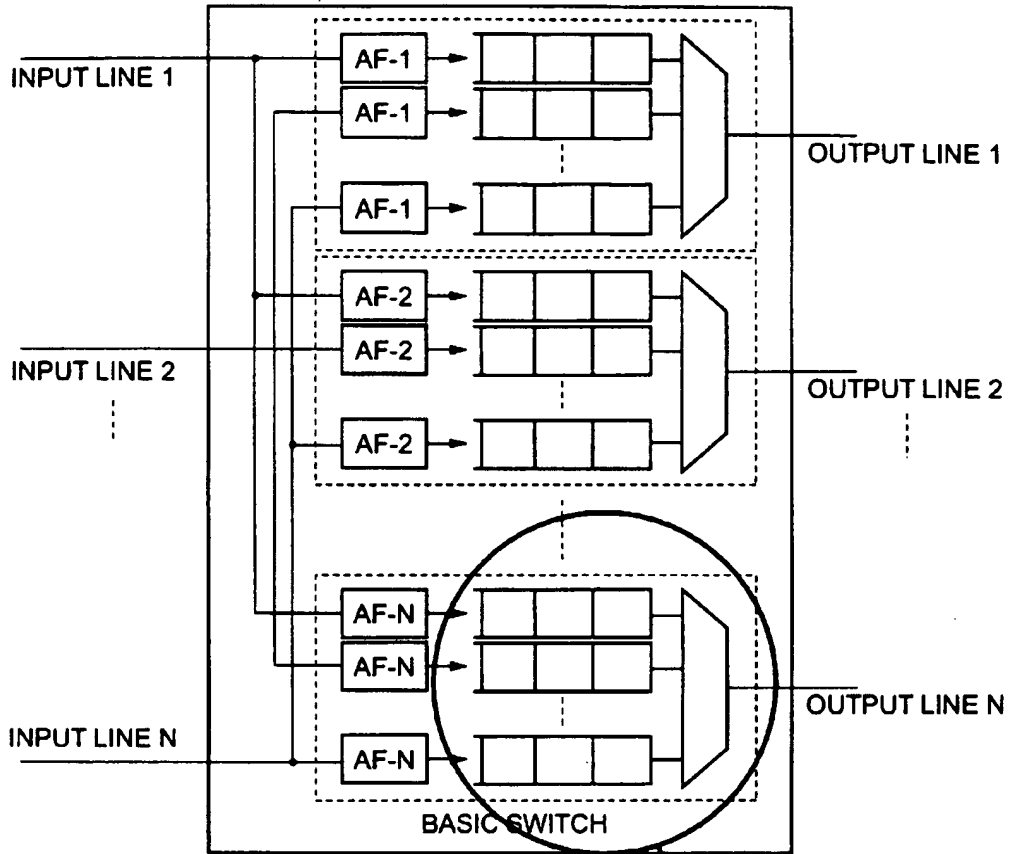 AF-1
INPUT LINE 1
AF-1
OUTPUT LINE 1
AF-1
AF-2
AF-2
INPUT LINE 2
OUTPUT LINE 2
AF-2
AF-N
AF-N
OUTPUT LINE N
INPUT LINE N
AF-N
BASIC SWITCH